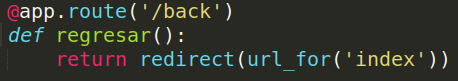 @app.route('/back')
def regresar():
    return redirect(url_for('index'))